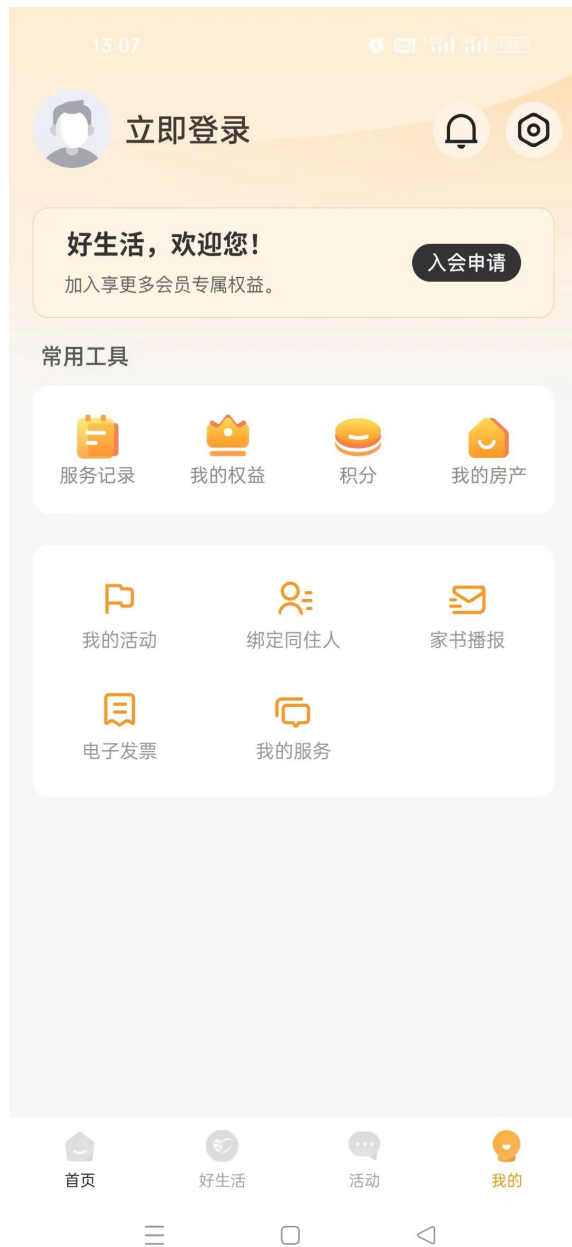 13:07
立即登录
好生活，欢迎您!
加入享更多会员专属权益。
入会申请
常用工具
服务记录 我的权益 积分 我的房产
我的活动 绑定同住人 家书播报
电子发票 我的服务
首页 好生活 活动 我的